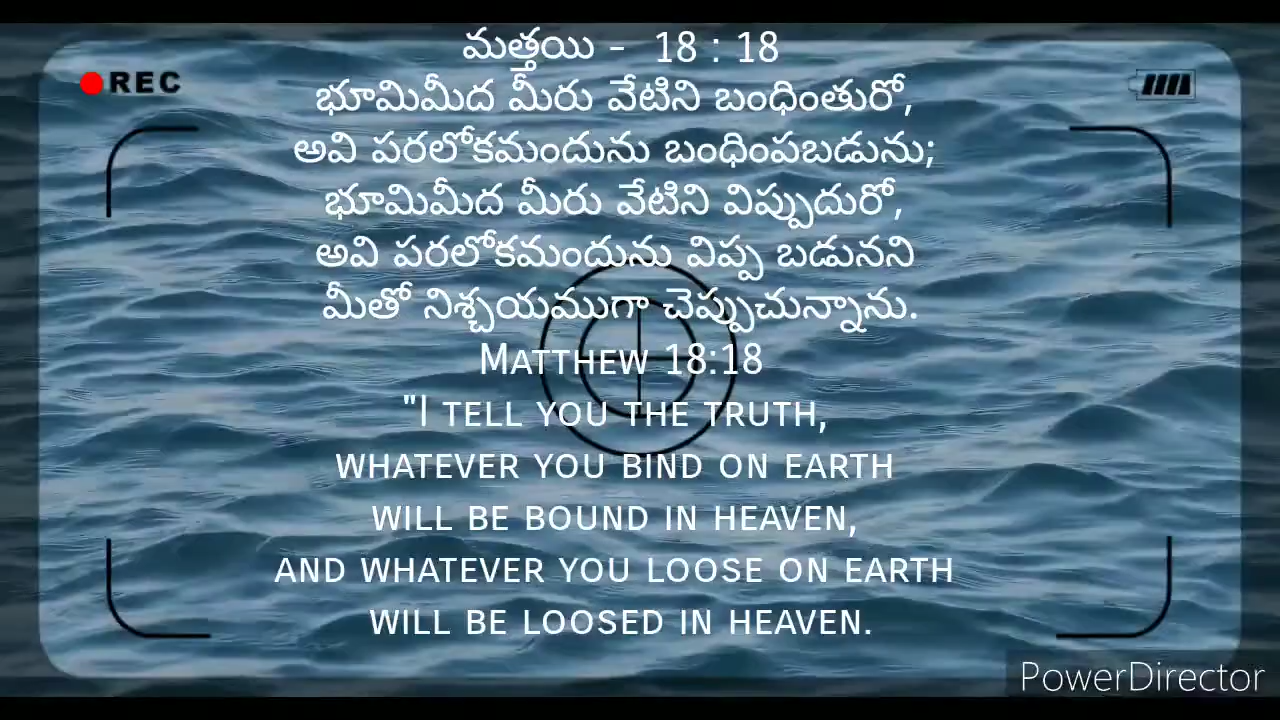 మత్తయి - 18 : 18
REC
భూమిమీద మీరు వేటిని బంధింతురో,
అవి పరలోకమందును బంధింపబడును;
భూమిమీద మీరు వేటిని విప్పుదురో,
అవి పరలోకమందును విప్ప బడునని
మీతో నిశ్చయముగా చెప్పుచున్నాను.
MATTHEW 18:18
"I TELL YOU THE TRUTH,
WHATEVER YOU BIND ON EARTH
WILL BE BOUND IN HEAVEN,
AND WHATEVER YOU LOOSE ON EARTH
WILL BE LOOSED IN HEAVEN.
PowerDirector